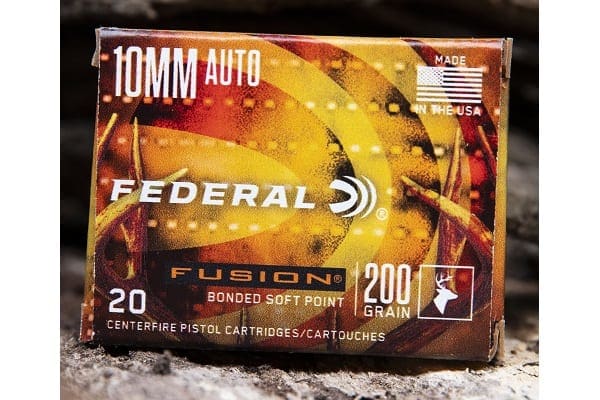 10MM AUTO
MADE
IN THE USA
FEDERAL ®
FUSION®
BONDED SOFT POINT
200
GRAIN
20
CENTERFIRE PISTOL CARTRIDGES/CARTOUCHES